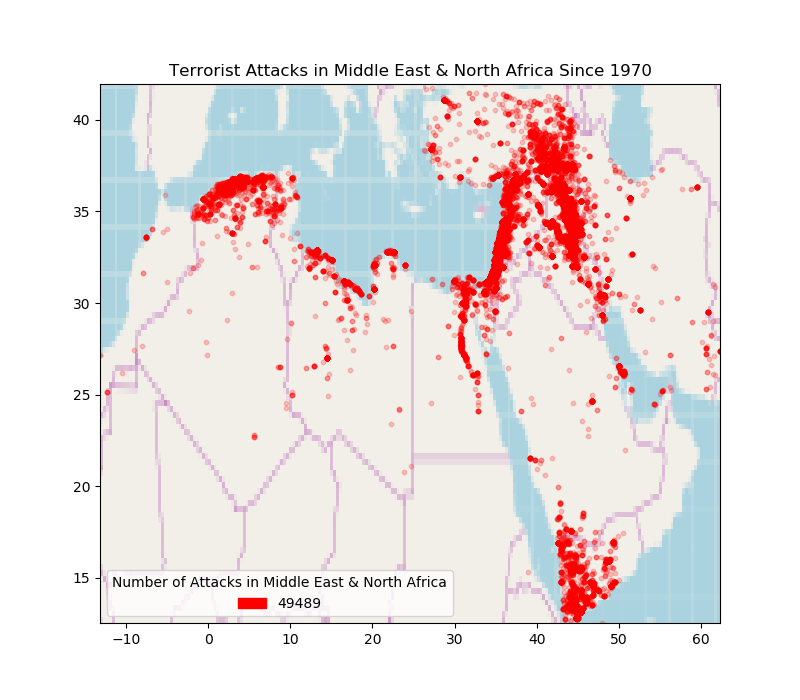 Terrorist Attacks in Middle East & North Africa Since 1970
40
35
30
25
20
15
Number of Attacks in Middle East & North Africa
49489
−10 0 10 20 30 40 50 60